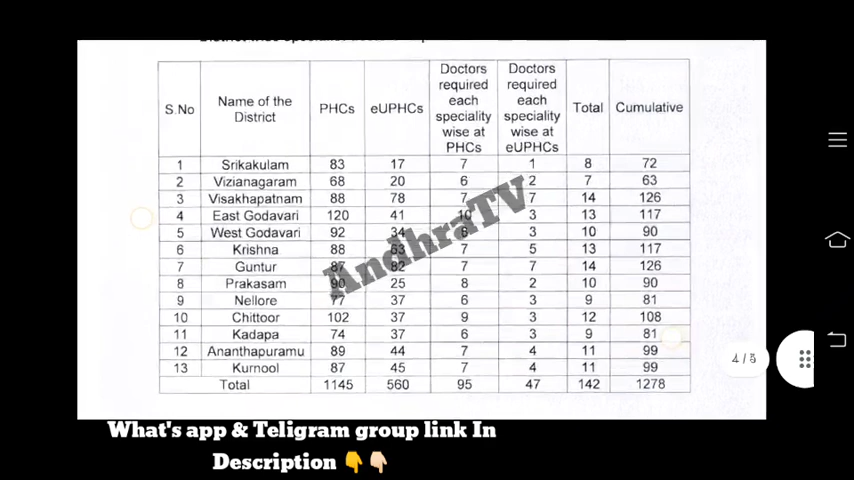 S.No | Name of the District | PHCs | eUPHCs | Doctors required each speciality wise at PHCs | Doctors required each speciality wise at eUPHCs | Total | Cumulative
1 | Srikakulam | 83 | 17 | 7 | 1 | 8 | 72
2 | Vizianagaram | 68 | 20 | 6 | 2 | 7 | 63
3 | Visakhapatnam | 88 | 78 | 7 | 7 | 14 | 126
4 | East Godavari | 120 | 41 | 10 | 3 | 13 | 117
5 | West Godavari | 92 | 34 | 8 | 3 | 10 | 90
6 | Krishna | 88 | 63 | 7 | 5 | 13 | 117
7 | Guntur | 87 | 82 | 7 | 7 | 14 | 126
8 | Prakasam | 90 | 25 | 8 | 2 | 10 | 90
9 | Nellore | 77 | 37 | 6 | 3 | 9 | 81
10 | Chittoor | 102 | 37 | 9 | 3 | 12 | 108
11 | Kadapa | 74 | 37 | 6 | 3 | 9 | 81
12 | Ananthapuramu | 89 | 44 | 7 | 4 | 11 | 99
13 | Kurnool | 87 | 45 | 7 | 4 | 11 | 99
Total | 1145 | 560 | 95 | 47 | 142 | 1278
AndhraTV
4/5
What's app & Teligram group link In
Description 👇👇🏻